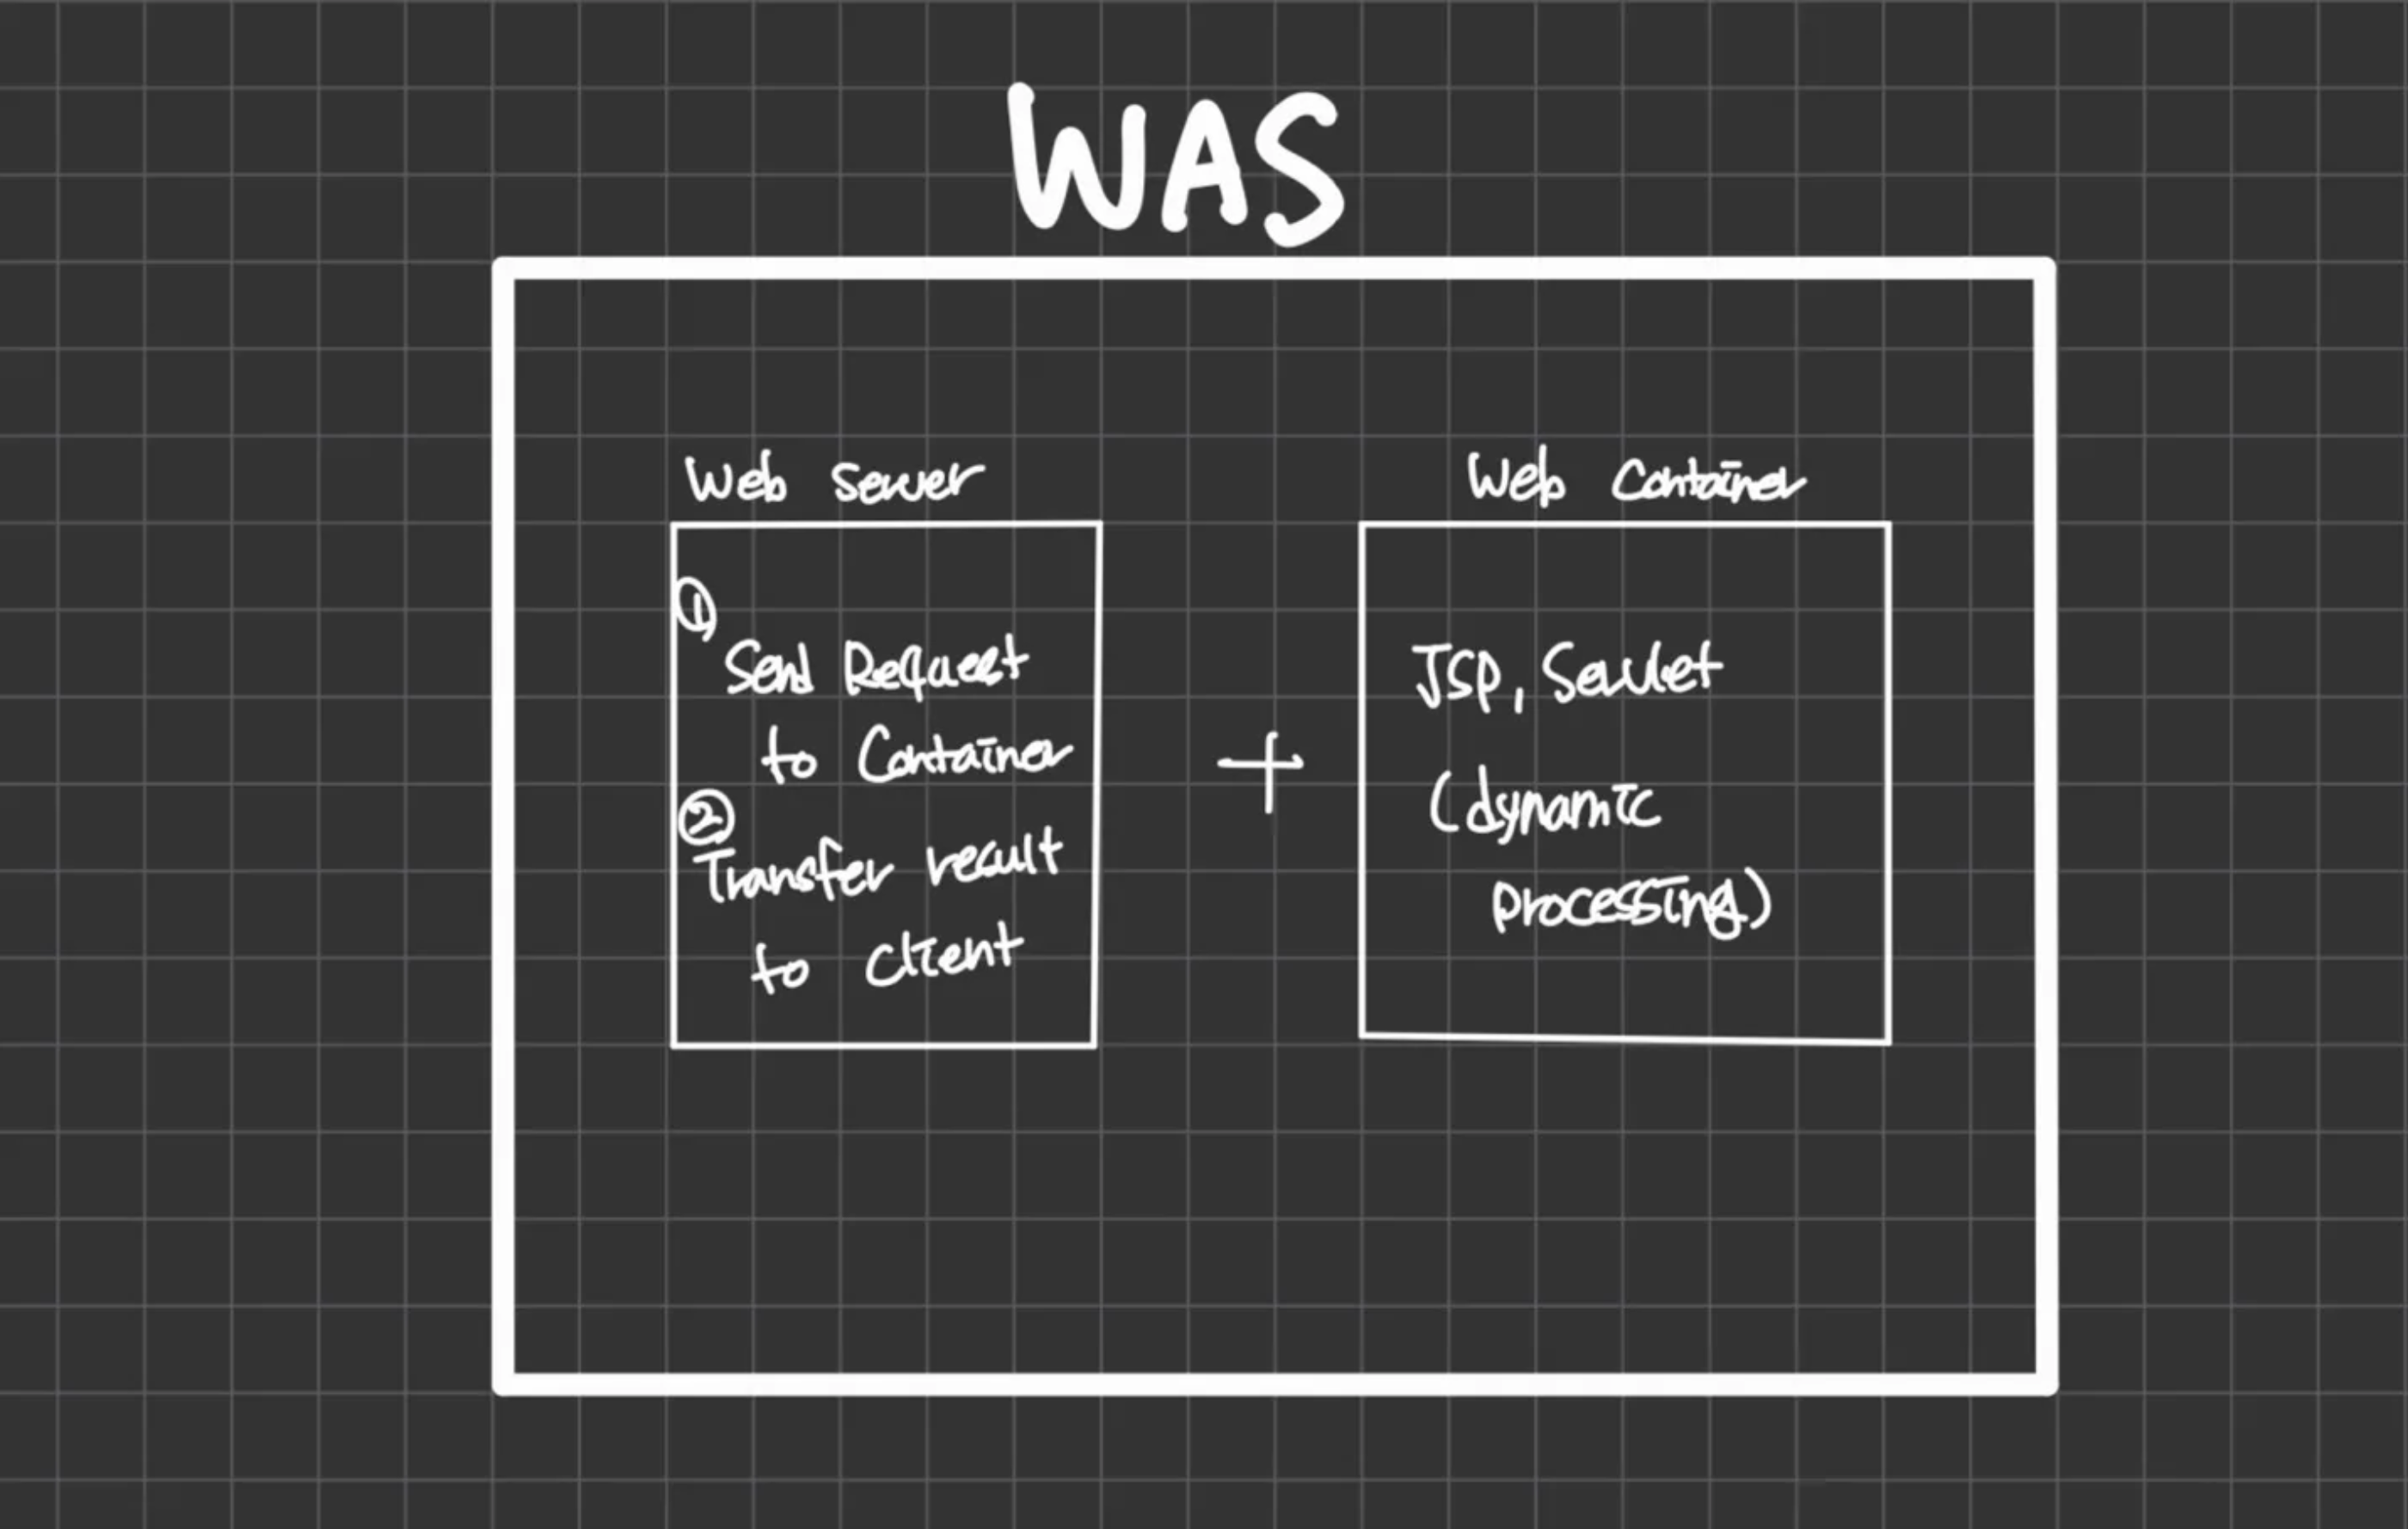 WAS
Web Server
①
Send Request
to Container
②
Transfer result
to client
+
Web Container
JSP, Servlet
(dynamic
processing)